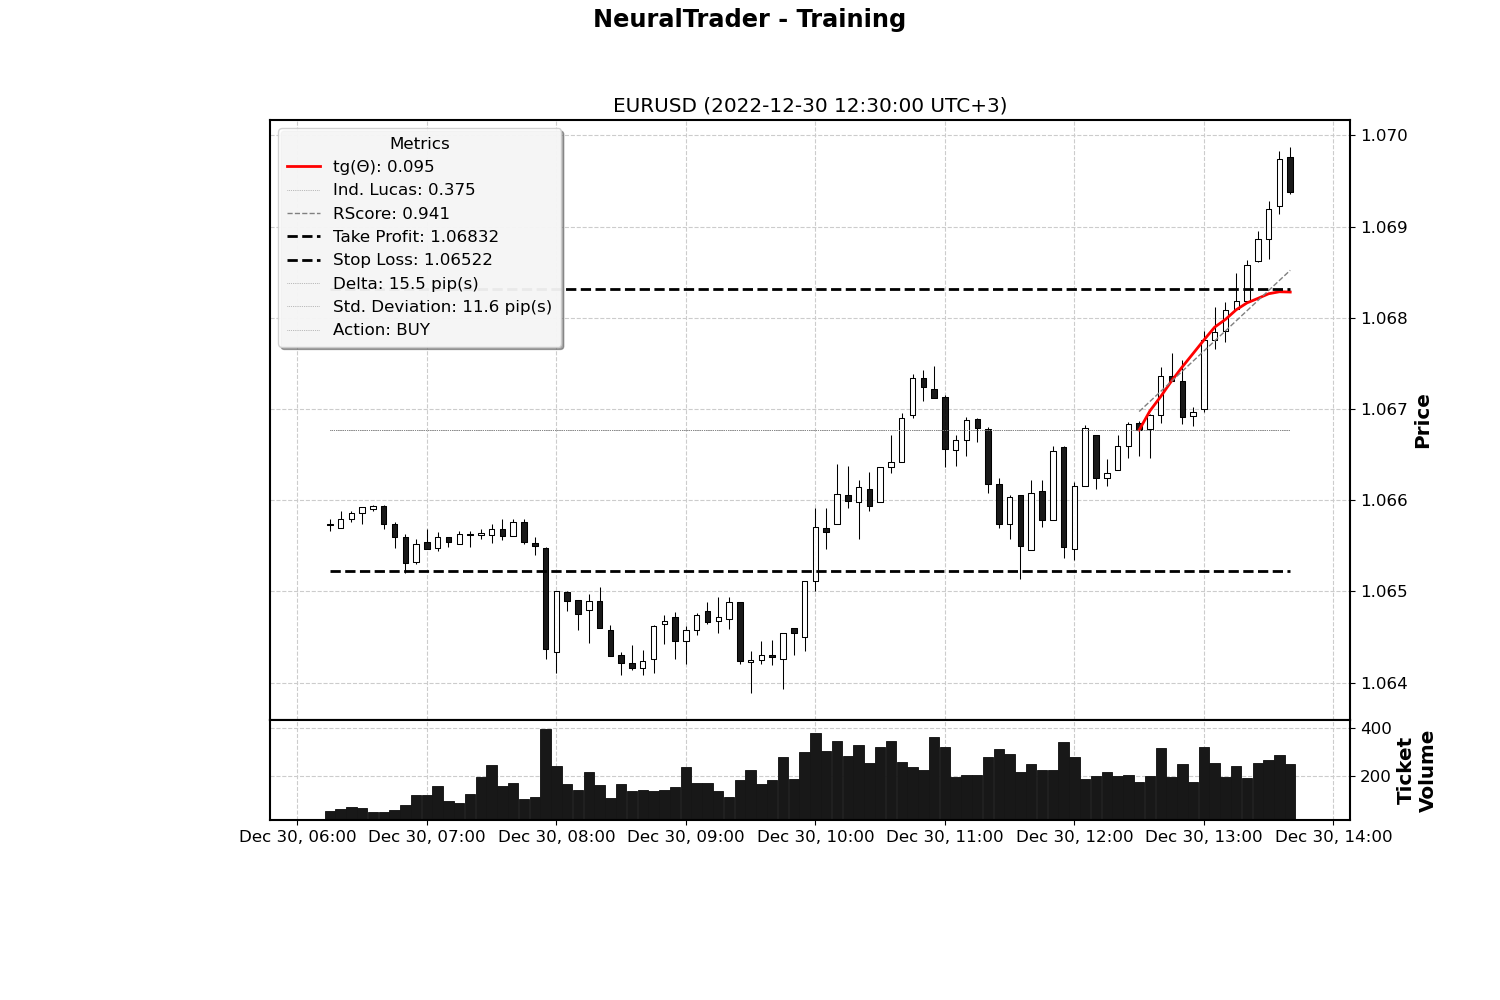 NeuralTrader - Training
EURUSD (2022-12-30 12:30:00 UTC+3)
Metrics
tg(Θ): 0.095
Ind. Lucas: 0.375
RScore: 0.941
Take Profit: 1.06832
Stop Loss: 1.06522
Delta: 15.5 pip(s)
Std. Deviation: 11.6 pip(s)
Action: BUY
1.070
1.069
1.068
1.067
1.066
1.065
1.064
Price
400
200
Ticket
Volume
Dec 30, 06:00 Dec 30, 07:00 Dec 30, 08:00 Dec 30, 09:00 Dec 30, 10:00 Dec 30, 11:00 Dec 30, 12:00 Dec 30, 13:00 Dec 30, 14:00